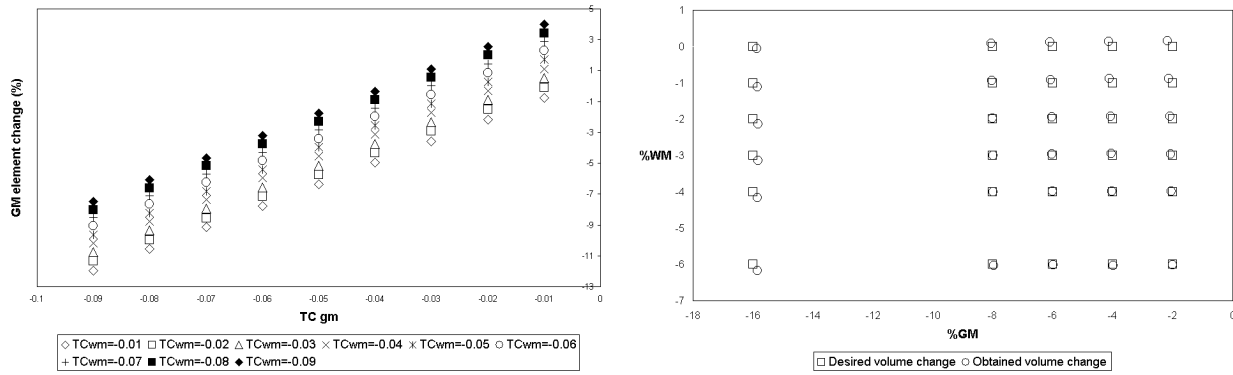 GM element change (%)
5
1
-1
-3
-5
-7
-9
-11
-13
-0.1 -0.09 -0.08 -0.07 -0.06 -0.05 -0.04 -0.03 -0.02 -0.01 0
TC gm
TCwm=-0.01 TCwm=-0.02 TCwm=-0.03 TCwm=-0.04 TCwm=-0.05 TCwm=-0.06
TCwm=-0.07 TCwm=-0.08 TCwm=-0.09
%WM
1
0
-1
-2
-3
-4
-5
-6
-7
-18 -16 -14 -12 -10 -8 -6 -4 -2 0
%GM
Desired volume change Obtained volume change